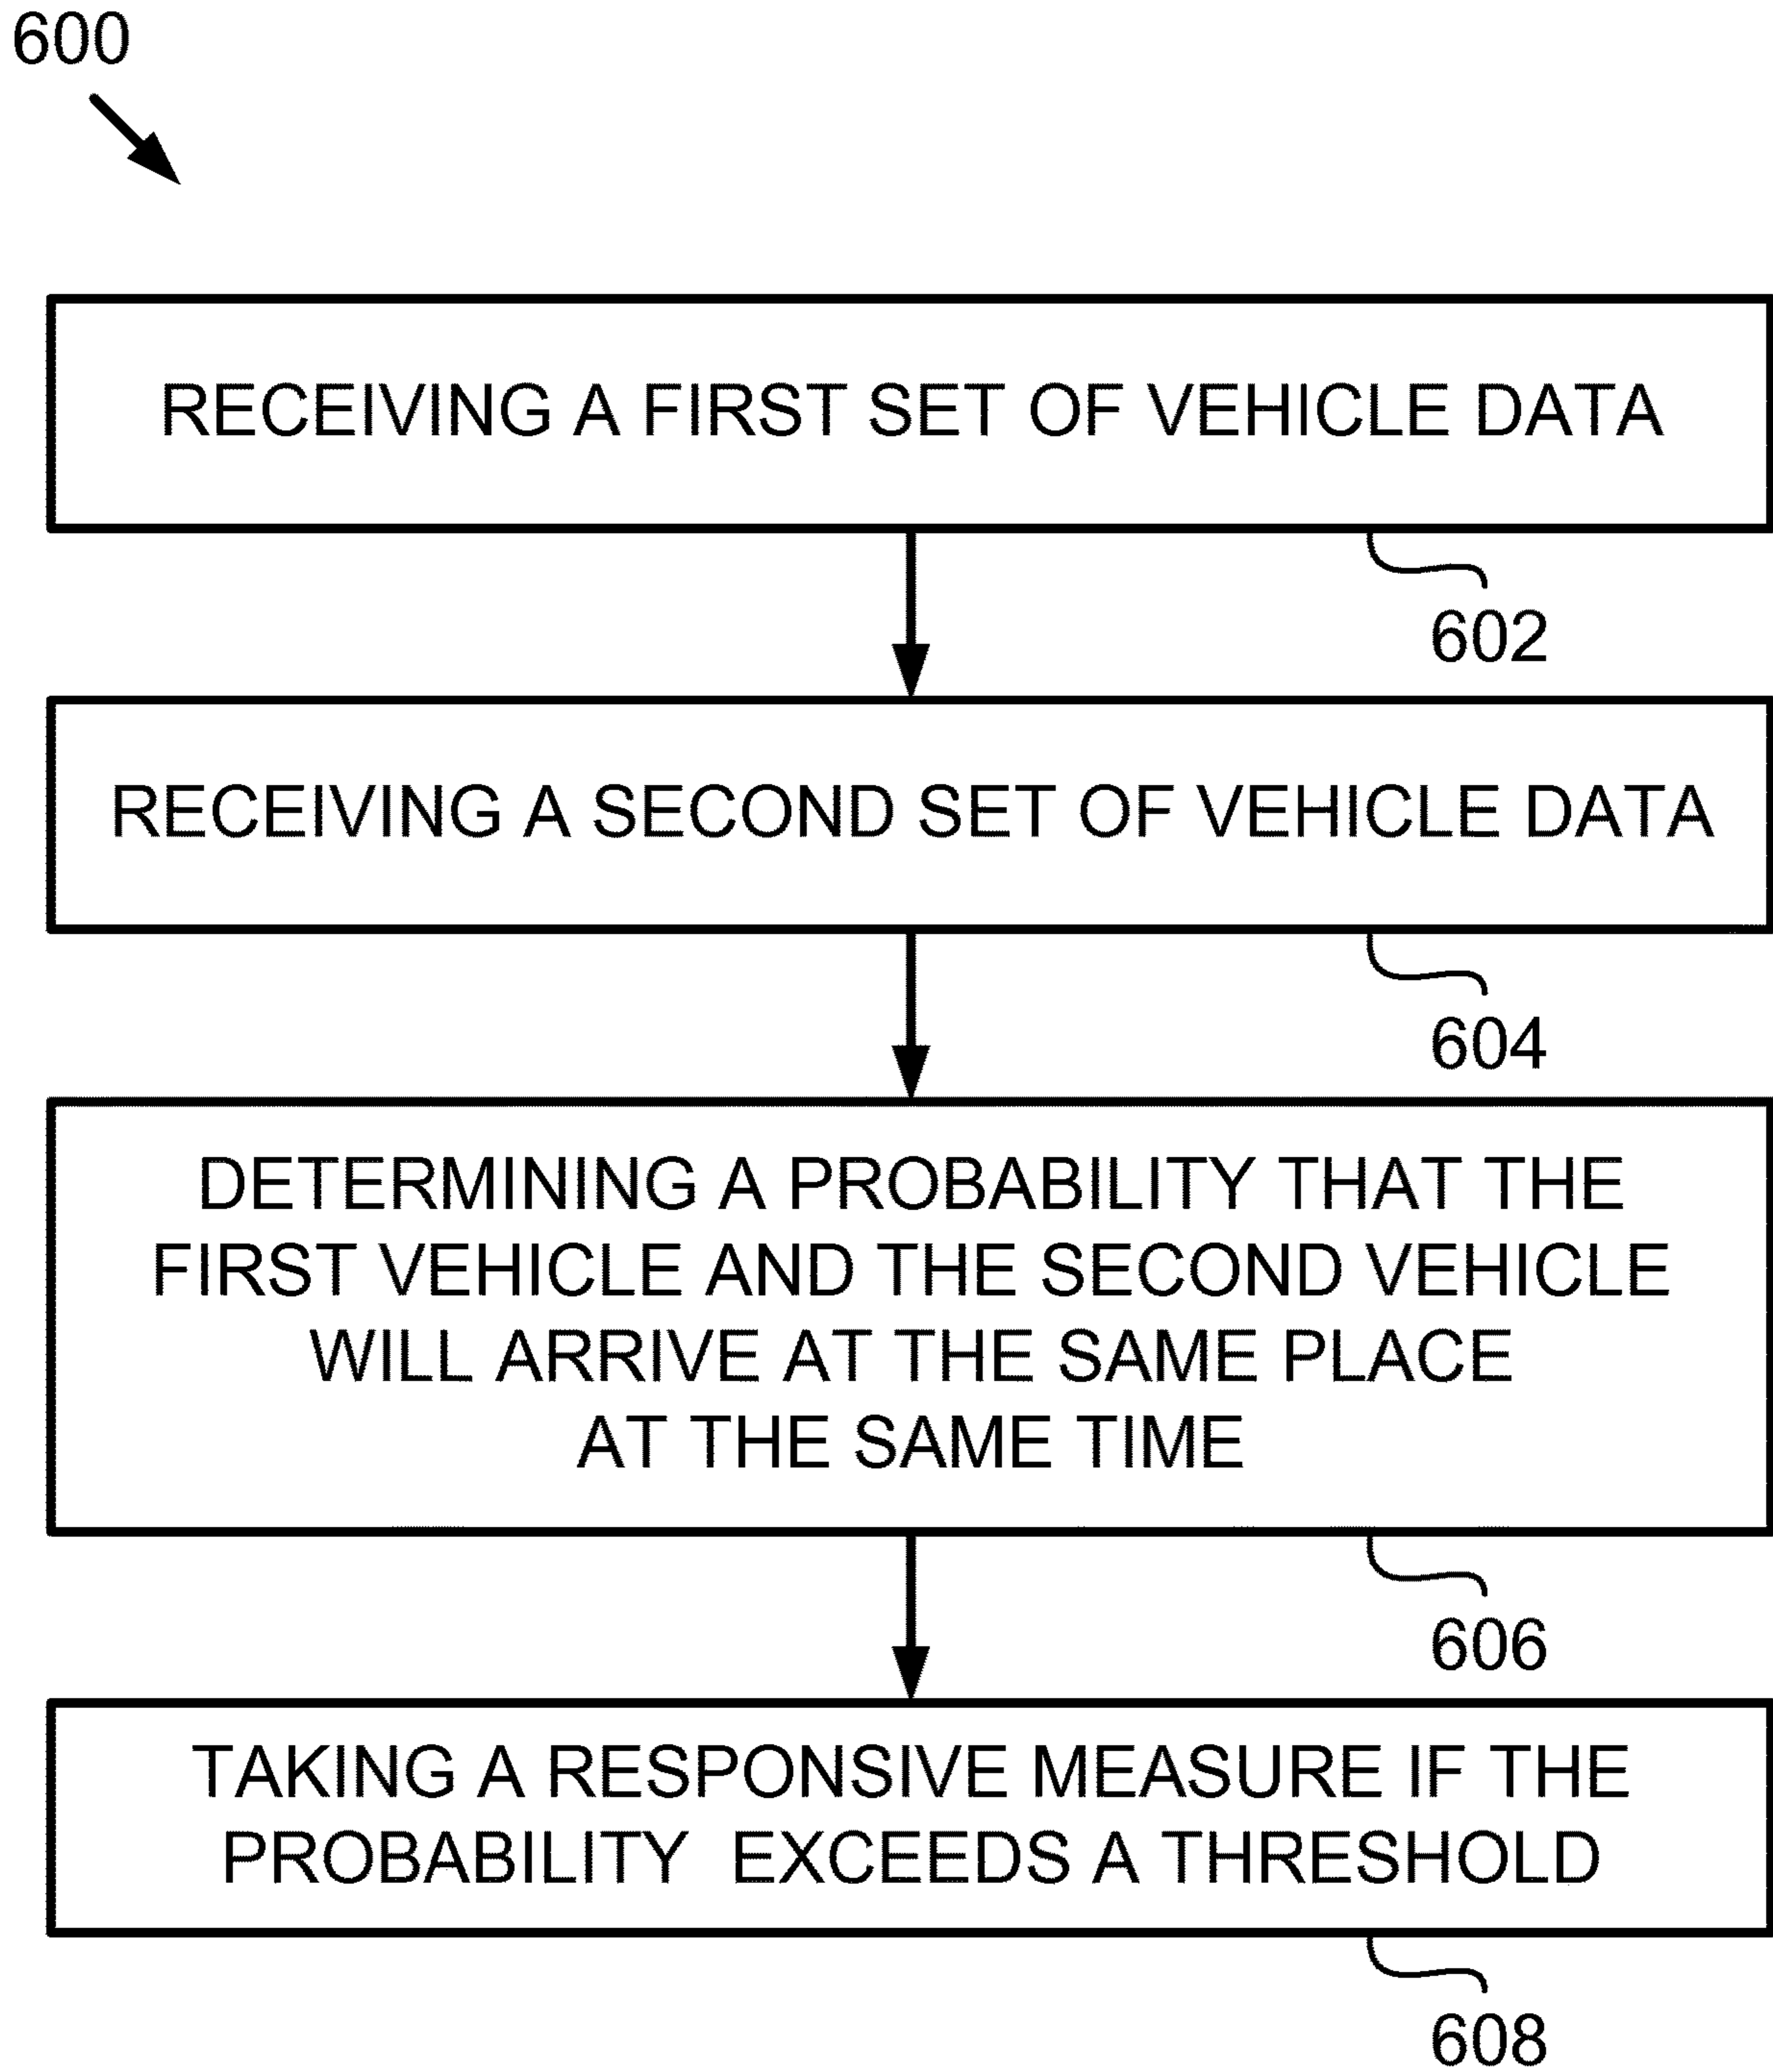 600
RECEIVING A FIRST SET OF VEHICLE DATA
602
RECEIVING A SECOND SET OF VEHICLE DATA
604
DETERMINING A PROBABILITY THAT THE
FIRST VEHICLE AND THE SECOND VEHICLE
WILL ARRIVE AT THE SAME PLACE
AT THE SAME TIME
606
TAKING A RESPONSIVE MEASURE IF THE
PROBABILITY EXCEEDS A THRESHOLD
608